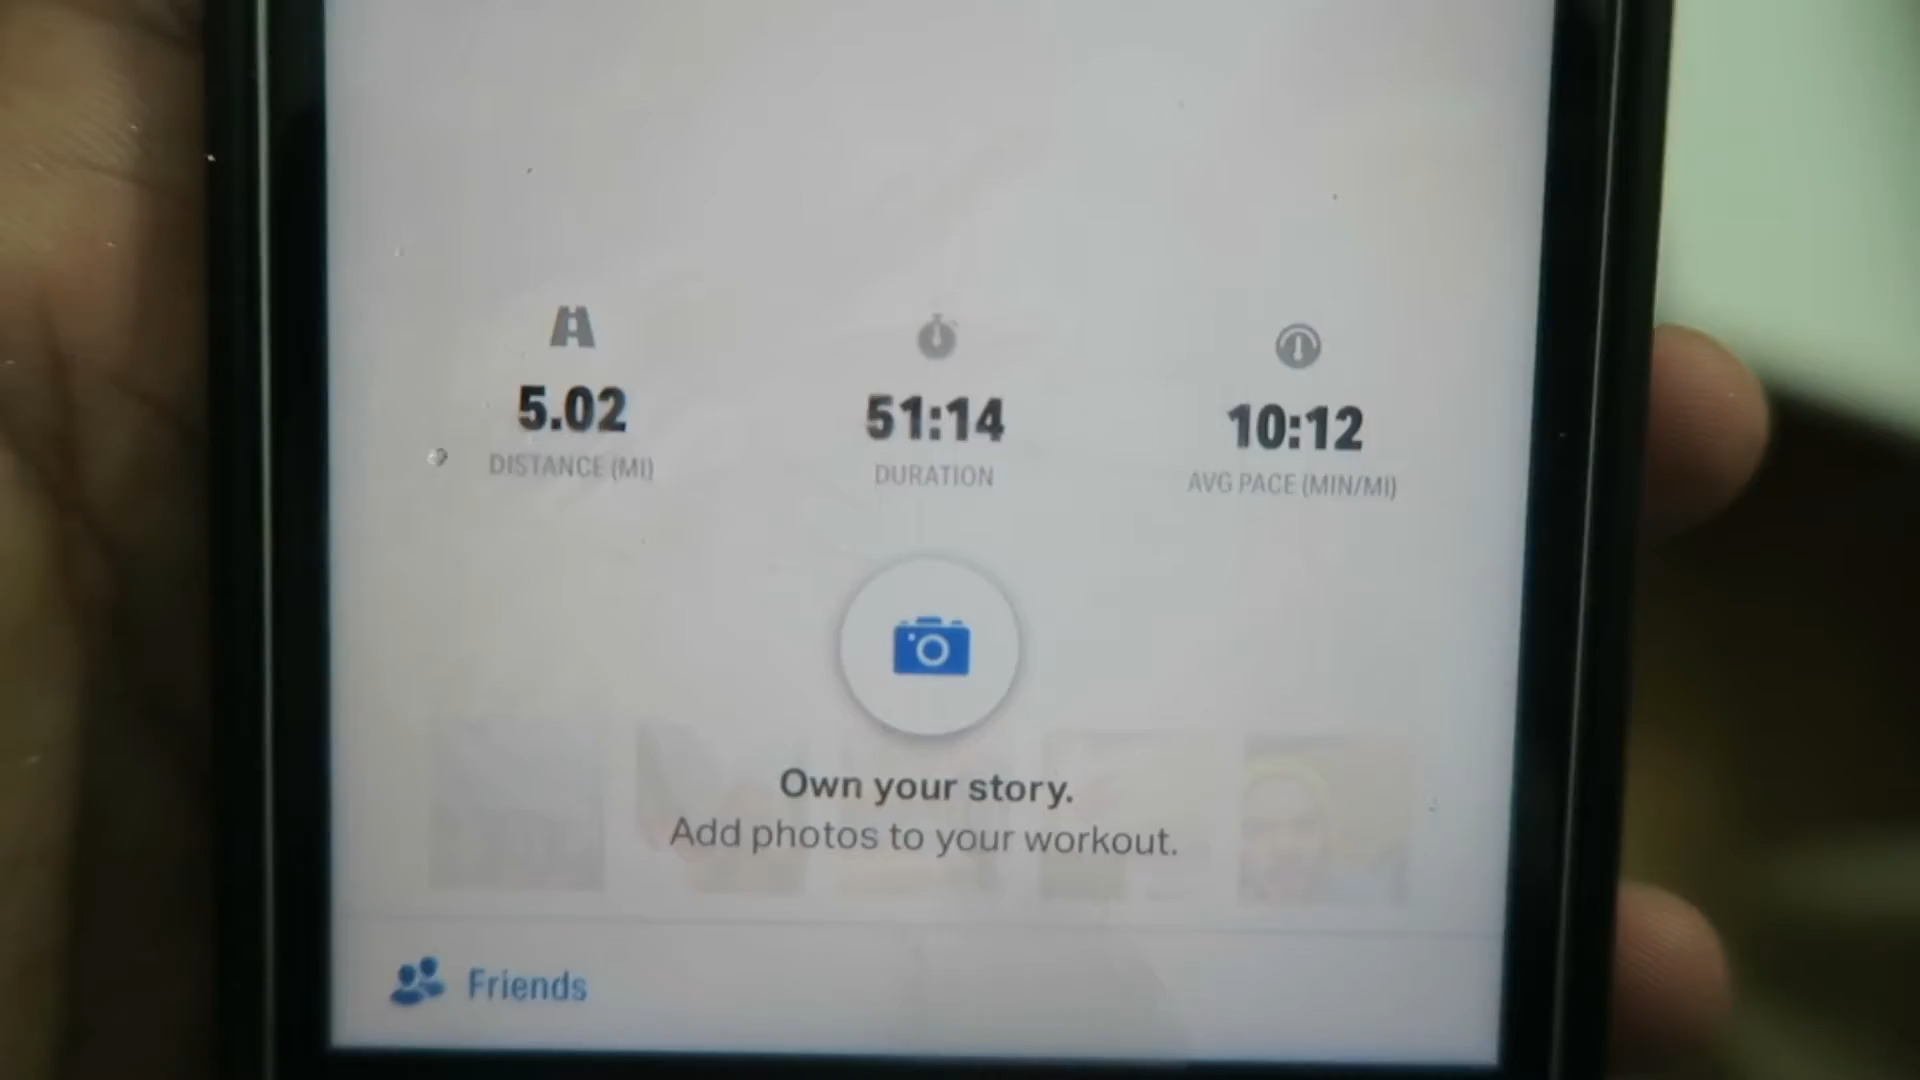 5.02 51:14 10:12
DISTANCE (MI) DURATION AVG PACE (MIN/MI)
Own your story.
Add photos to your workout.
Friends